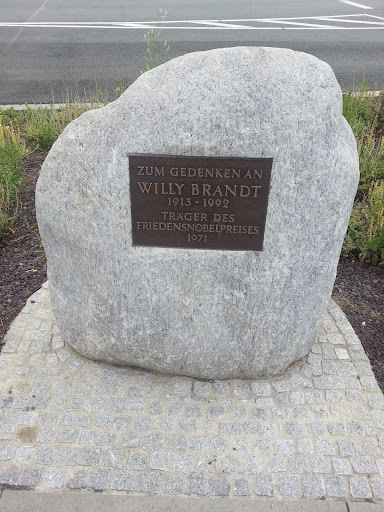 ZUM GEDENKEN AN
WILLY BRANDT
1913 - 1992
TRÄGER DES
FRIEDENSNOBELPREISES
1971